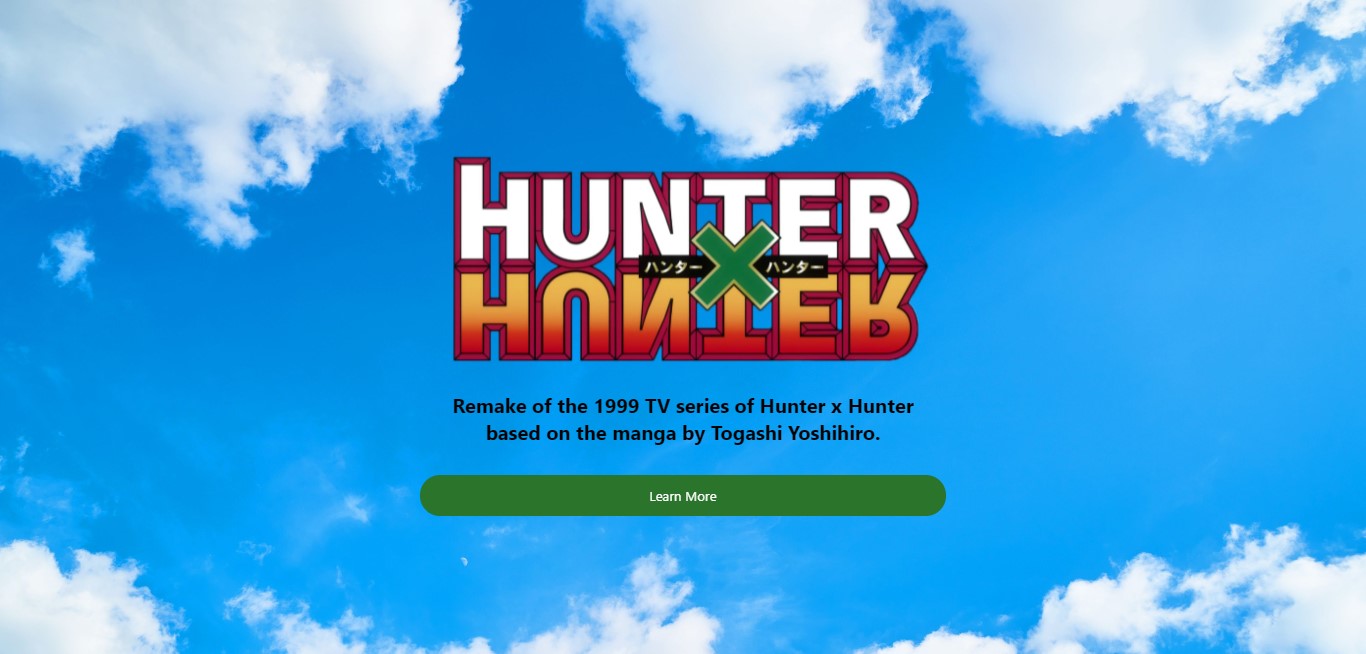 HUNTER
ハンター X ハンター
HUNTER
Remake of the 1999 TV series of Hunter x Hunter
based on the manga by Togashi Yoshihiro.
Learn More